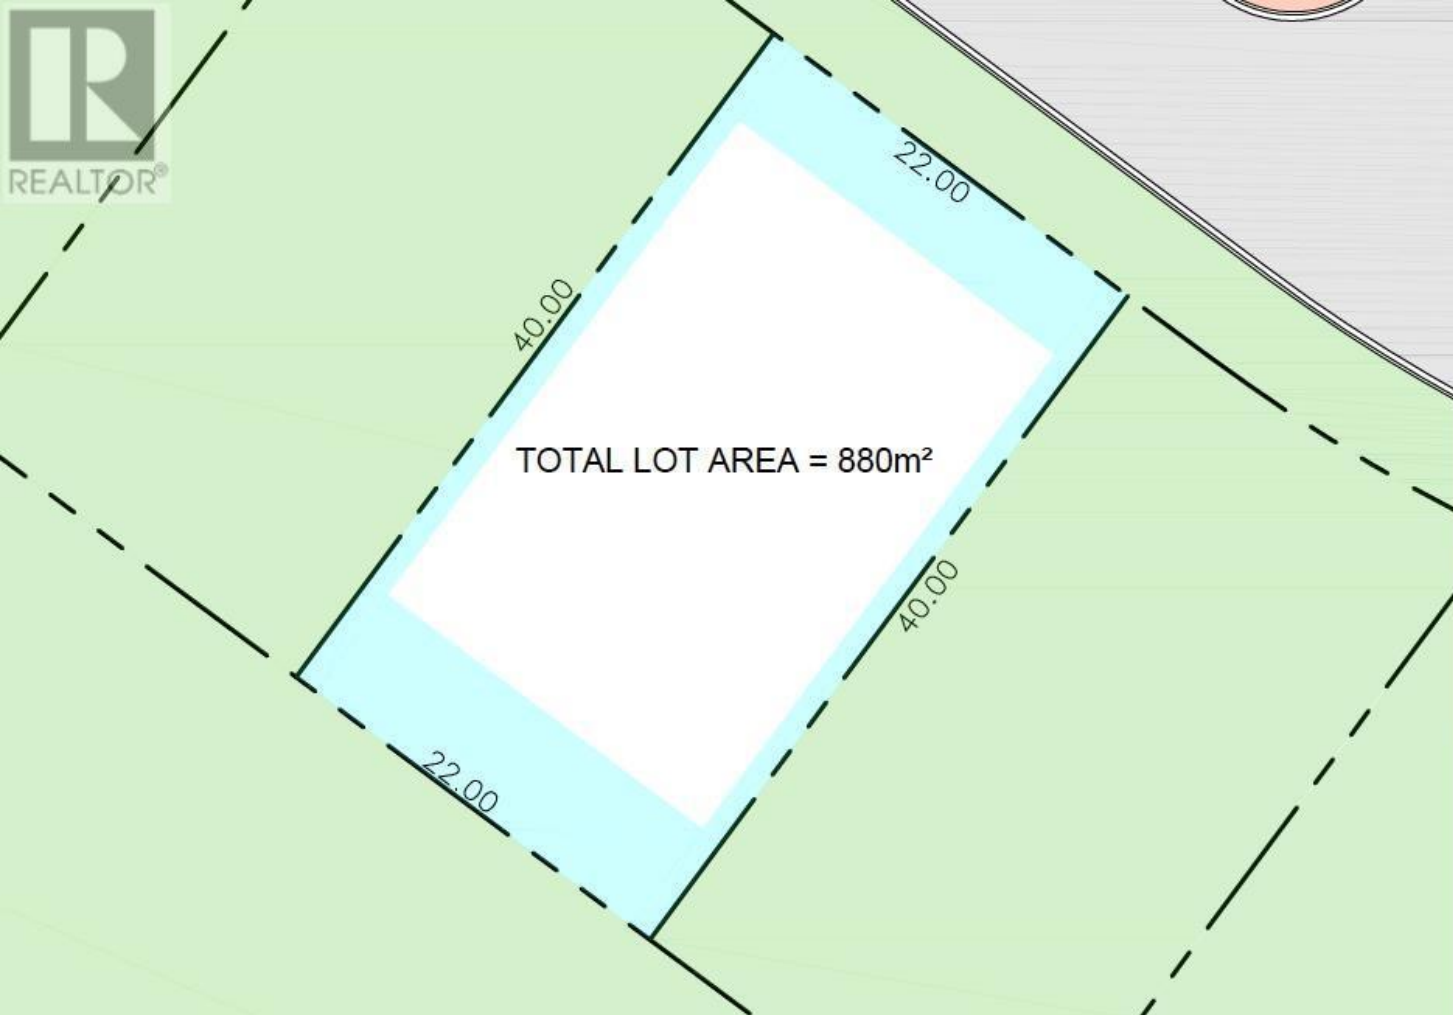 REALTOR®
22.00
40.00
TOTAL LOT AREA = 880m²
40.00
22.00